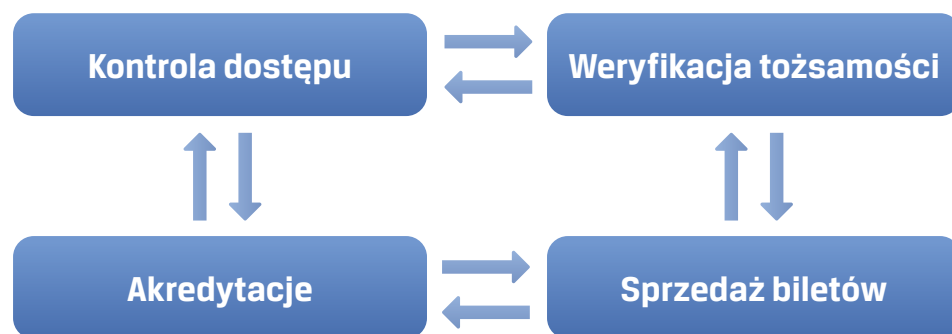 Kontrola dostępu
Weryfikacja tożsamości
Akredytacje
Sprzedaż biletów